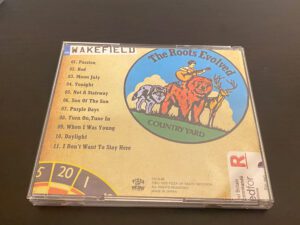 WAKEFIELD
The Roots Evolved
COUNTRY YARD
01. Passion
02. Red
03. Moon July
04. Tonight
05. Not A Stairway
06. Son Of The Sun
07. Purple Days
08. Turn On, Tune In
09. When I Was Young
10. Daylight
11. I Don't Want To Stay Here
5
20
1
R